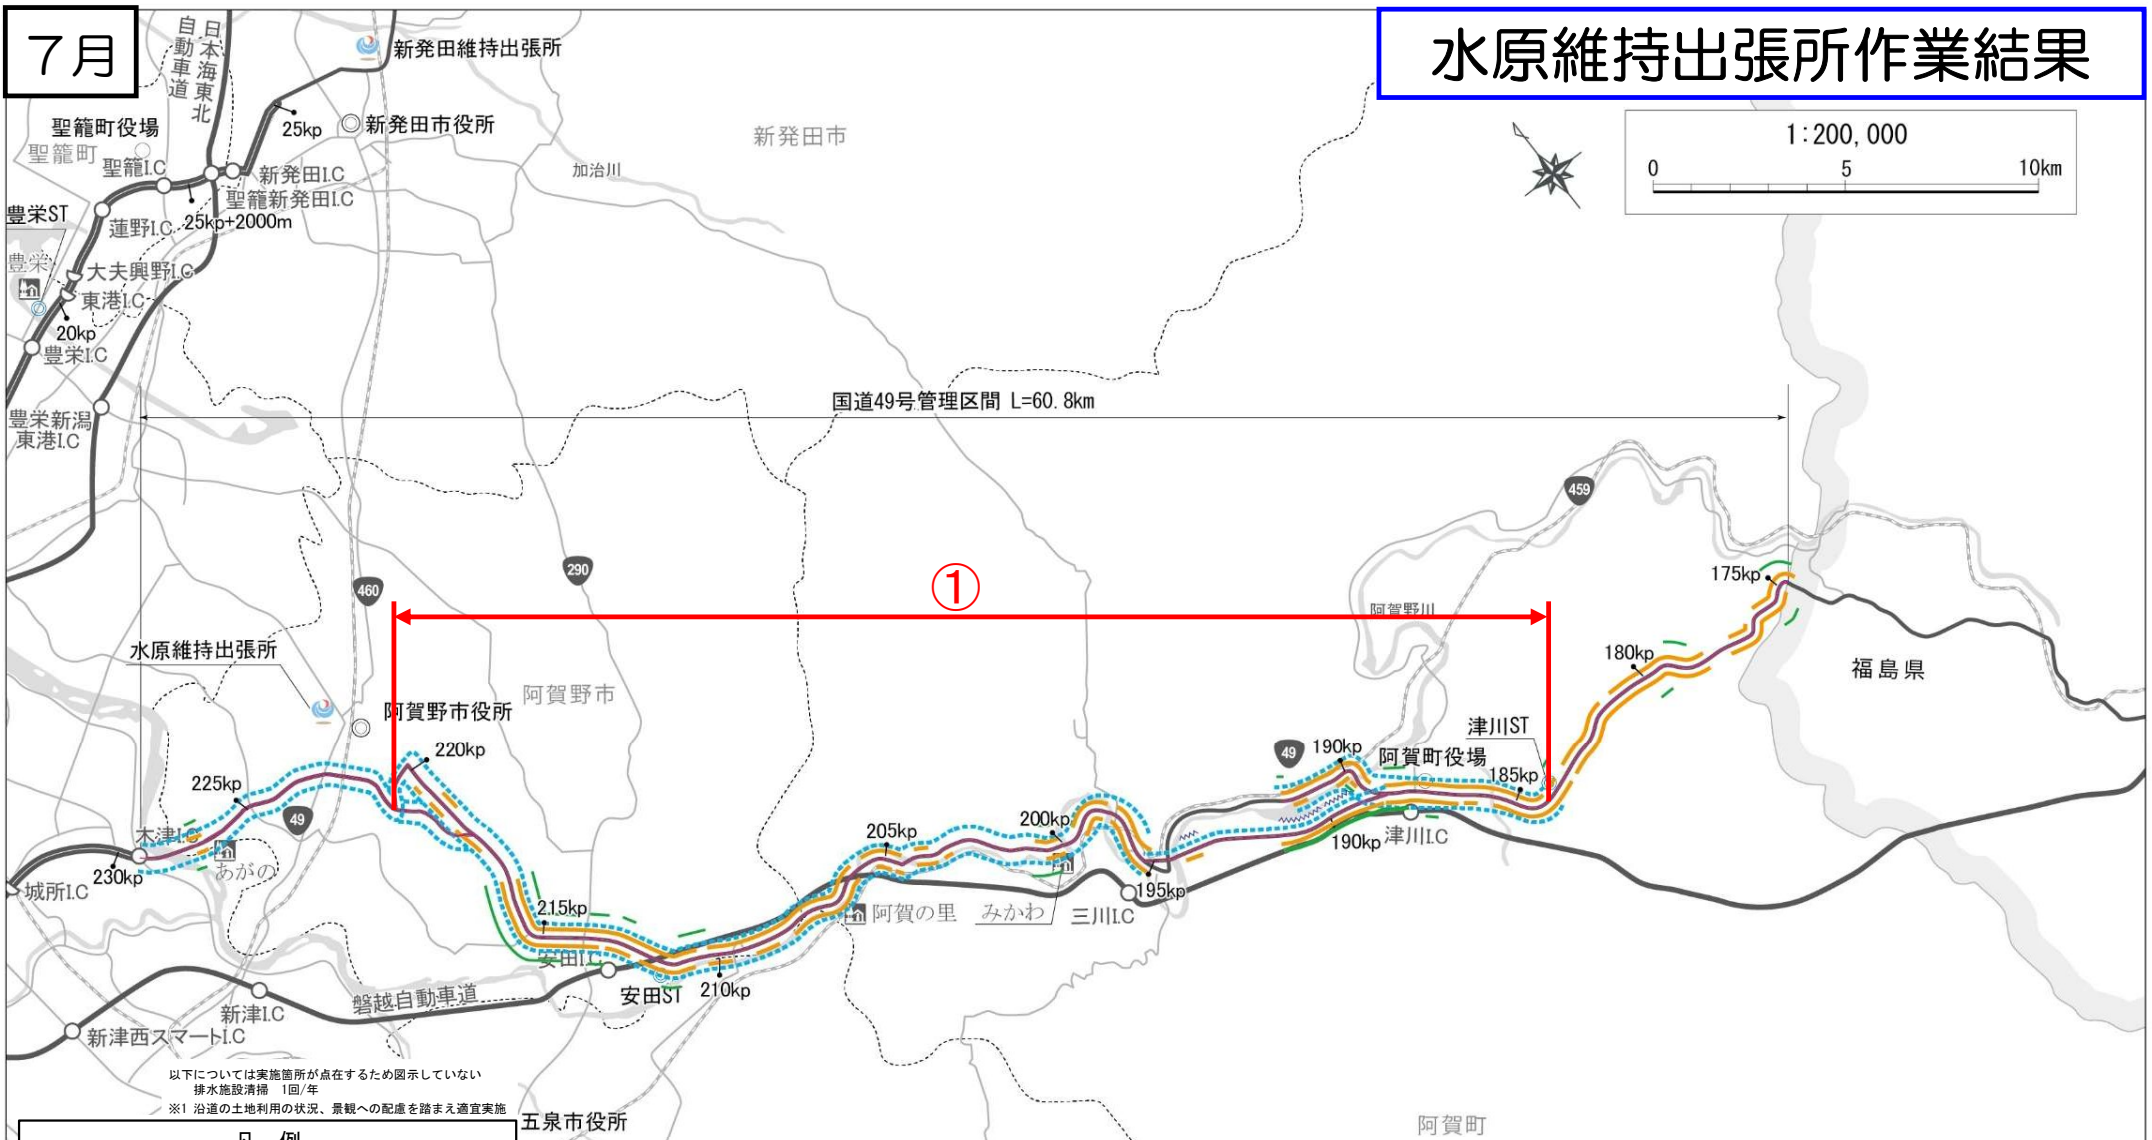 7月
水原維持出張所作業結果
日本海東北
自動車道
新発田維持出張所
25kp
新発田市役所
新発田市
加治川
1:200,000
0 5 10km
聖籠町役場
聖籠町
聖籠I.C
新発田I.C
聖籠新発田I.C
25kp+2000m
蓮野I.C
豊栄ST
豊栄
大夫興野I.C
東港I.C
20kp
豊栄I.C
豊栄新潟
東港I.C
国道49号管理区間 L=60.8km
459
290
460
①
175kp
阿賀野川
水原維持出張所
阿賀野市
180kp
福島県
阿賀野市役所
津川ST
220kp
49
190kp
阿賀町役場
185kp
225kp
49
木津I.C
あがの
230kp
城所I.C
205kp
200kp
190kp
津川I.C
195kp
215kp
阿賀の里
みかわ
三川I.C
安田I.C
安田ST
210kp
磐越自動車道
新津I.C
新津西スマートI.C
以下については実施箇所が点在するため図示していない
排水施設清掃 1回/年
※1 沿道の土地利用の状況、景観への配慮を踏まえ適宜実施
五泉市役所
阿賀町
凡 例